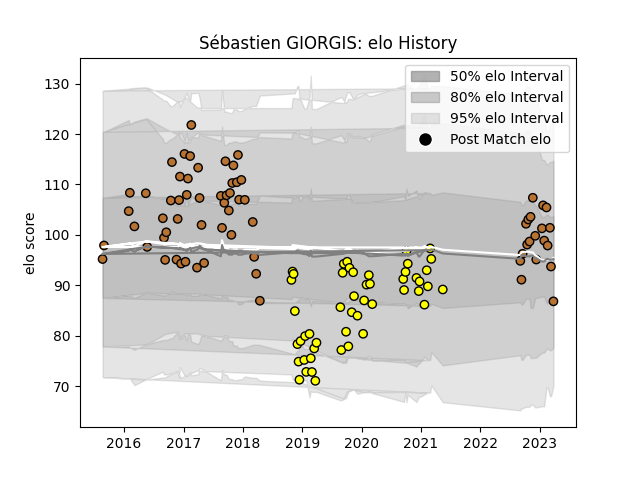 Sébastien GIORGIS: elo History
50% elo Interval
80% elo Interval
95% elo Interval
Post Match elo
elo score
130
120
110
100
90
80
70
2016
2017
2018
2019
2020
2021
2022
2023